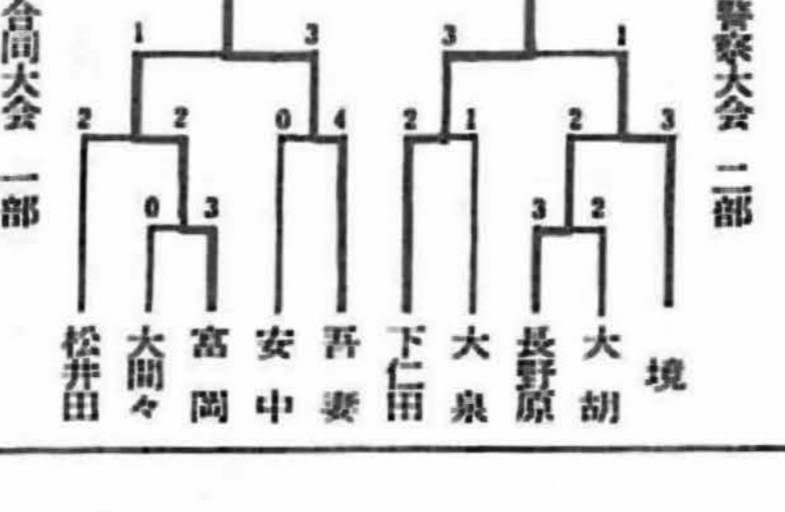 警察大会 二部
合同大会 一部
1 3 3 1
2 2 0 4 2 1 2 3
0 3 3 2
松井田
大間々
富岡
安中
吾妻
下仁田
大泉
長野原
大胡
境